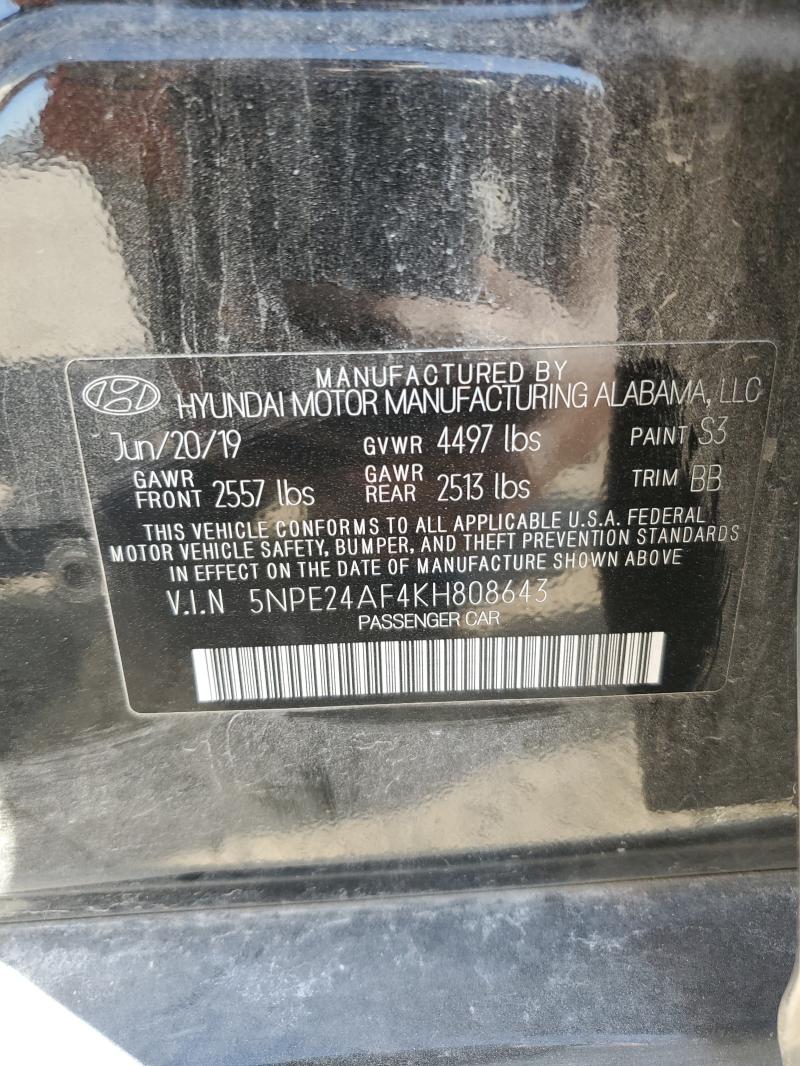 MANUFACTURED BY
HYUNDAI MOTOR MANUFACTURING ALABAMA, LLC
Jun/20/19 GVWR 4497 lbs PAINT S3
GAWR FRONT 2557 lbs GAWR REAR 2513 lbs TRIM BB
THIS VEHICLE CONFORMS TO ALL APPLICABLE U.S.A. FEDERAL
MOTOR VEHICLE SAFETY, BUMPER, AND THEFT PREVENTION STANDARDS
IN EFFECT ON THE DATE OF MANUFACTURE SHOWN ABOVE
V.I.N 5NPE24AF4KH808643
PASSENGER CAR